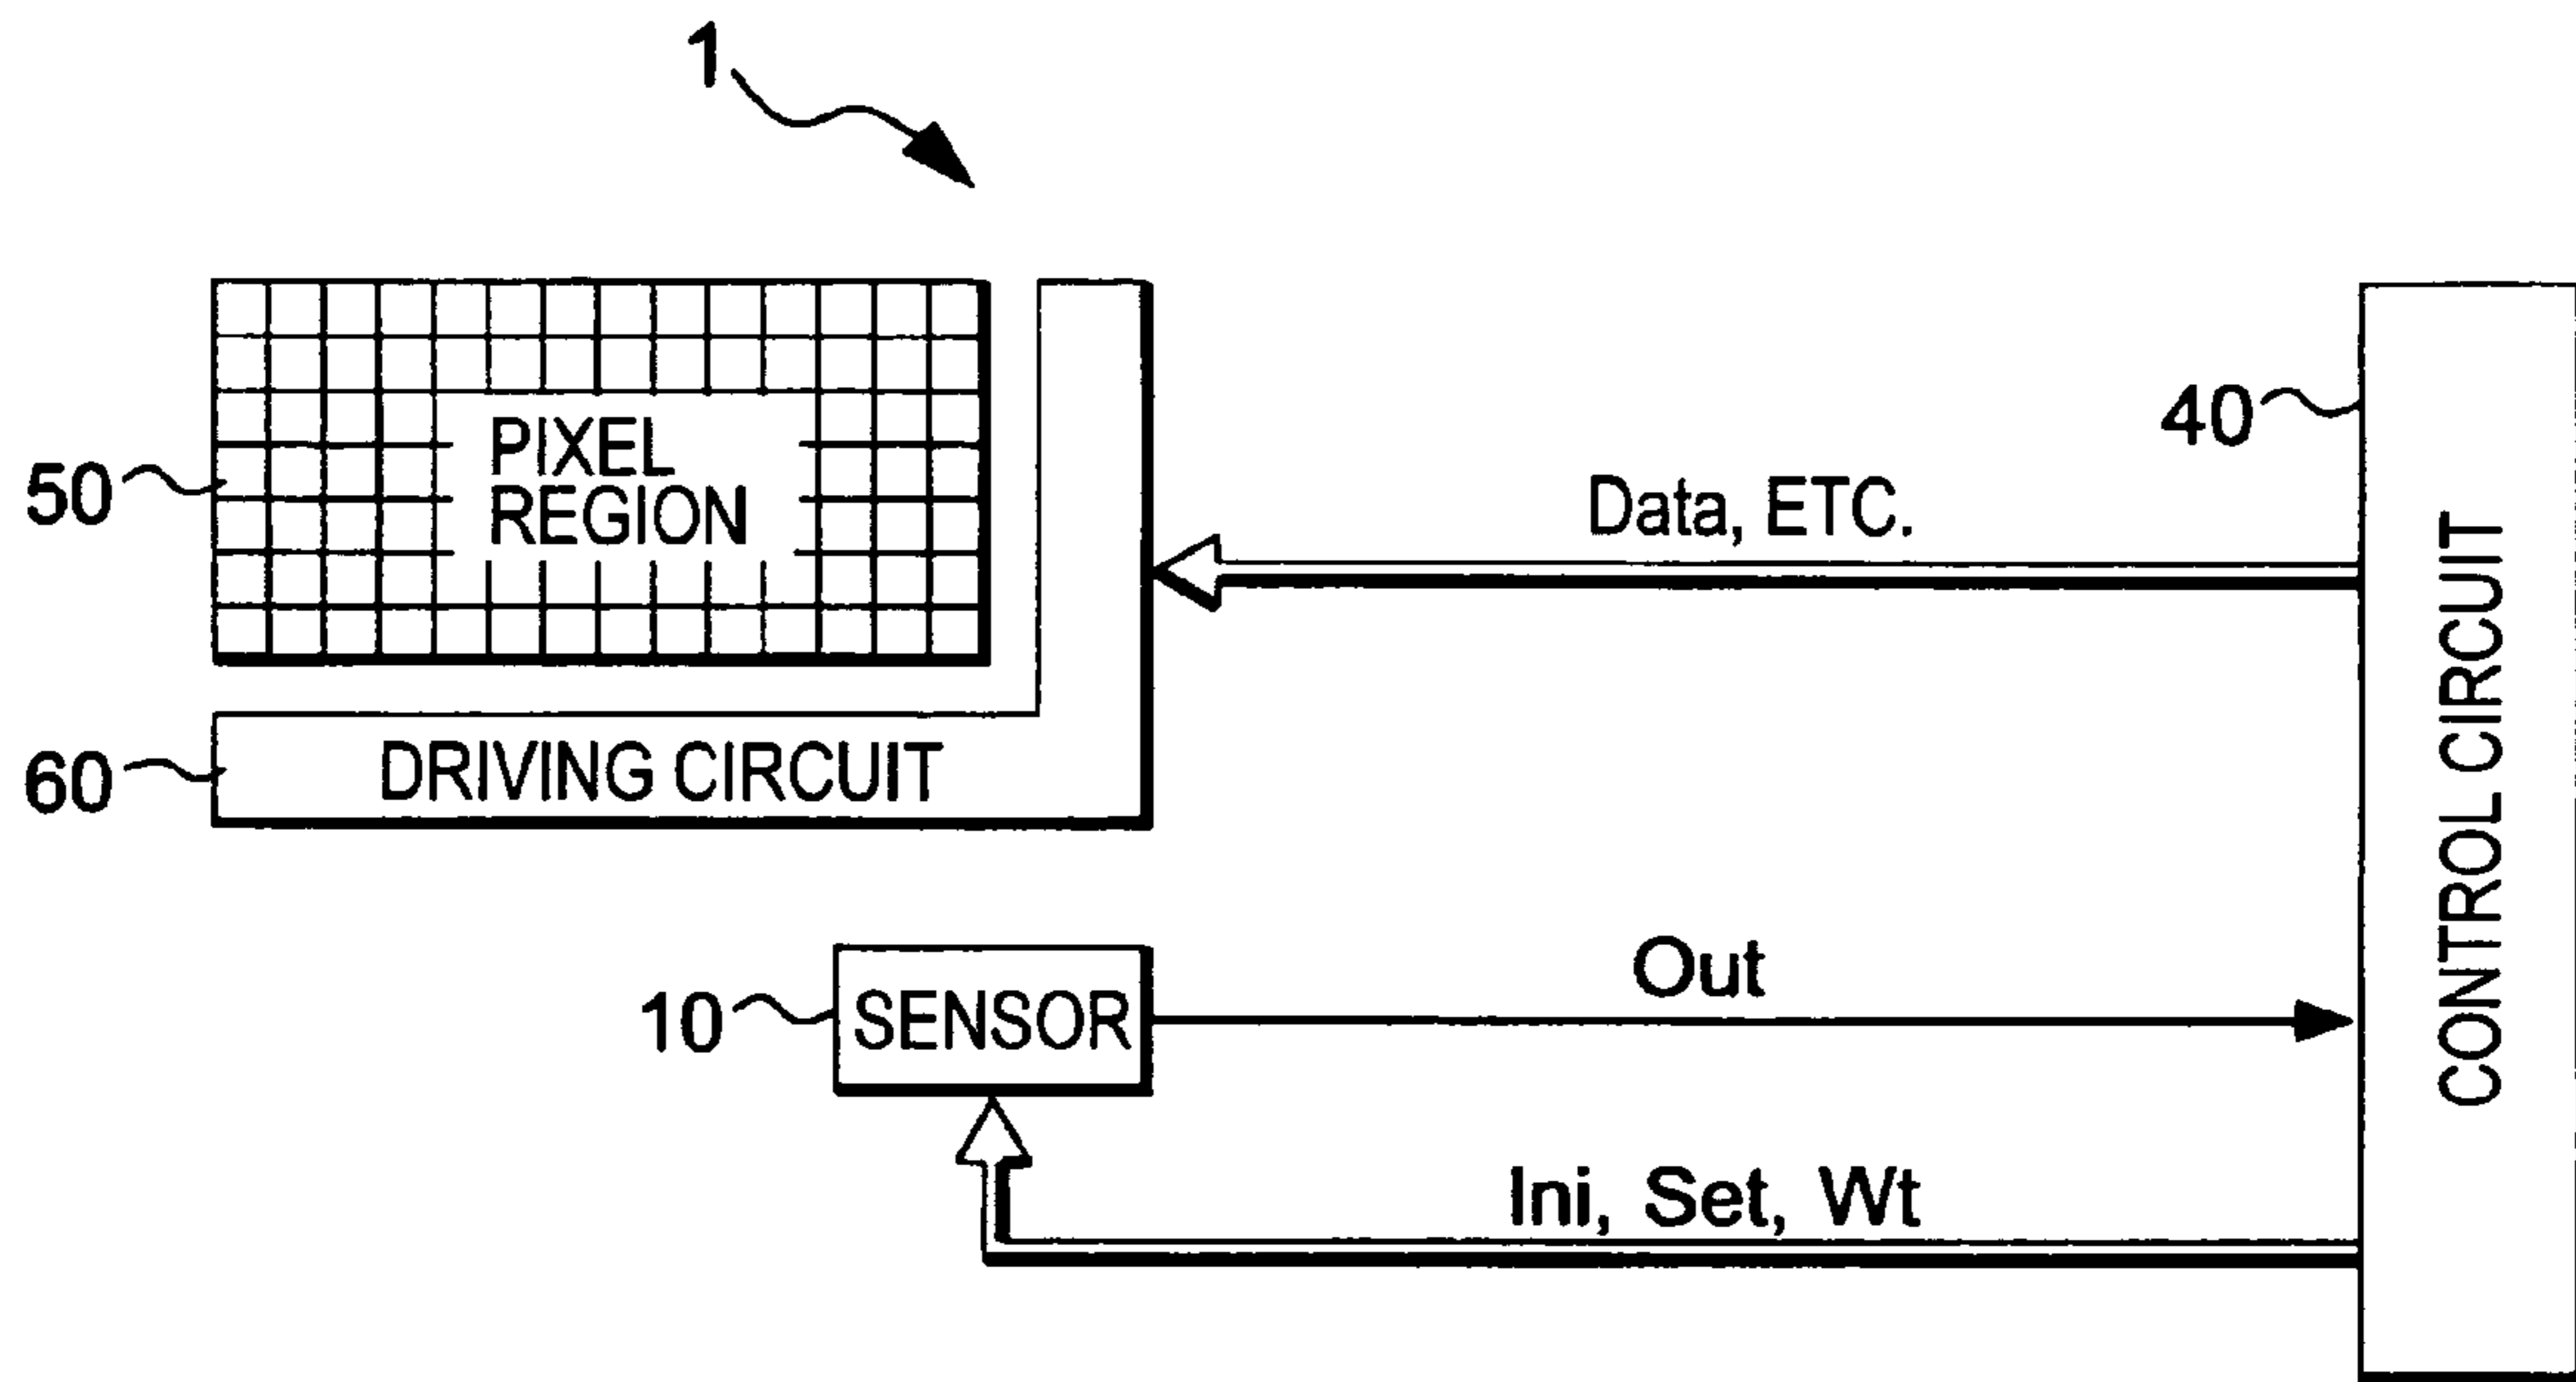 1
PIXEL
REGION
50
40
Data, ETC.
CONTROL CIRCUIT
60
DRIVING CIRCUIT
10
SENSOR
Out
Ini, Set, Wt